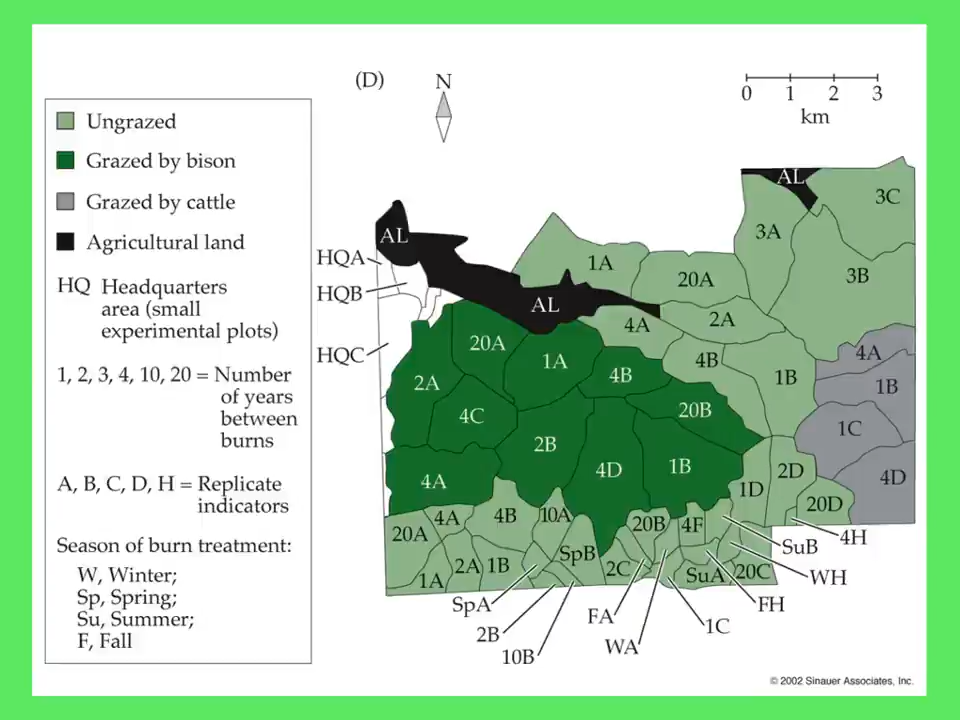 (D)
N
0 1 2 3
km
Ungrazed
Grazed by bison
Grazed by cattle
Agricultural land
HQ Headquarters
area (small
experimental plots)
1, 2, 3, 4, 10, 20 = Number
of years
between
burns
A, B, C, D, H = Replicate
indicators
Season of burn treatment:
W, Winter;
Sp, Spring;
Su, Summer;
F, Fall
AL
3C
AL
3A
HQA
1A
20A
3B
HQB
AL
2A
4A
20A
4A
HQC
1A
4B
1B
1B
2A
4B
20B
4C
1C
2B
4D
1B
2D
4D
4A
1D
20D
4A
4B
10A
20B
4F
20A
4H
SuB
SpB
2A
1B
2C
SuA
20C
WH
1A
SpA
FA
FH
2B
1C
WA
10B
© 2002 Sinauer Associates, Inc.